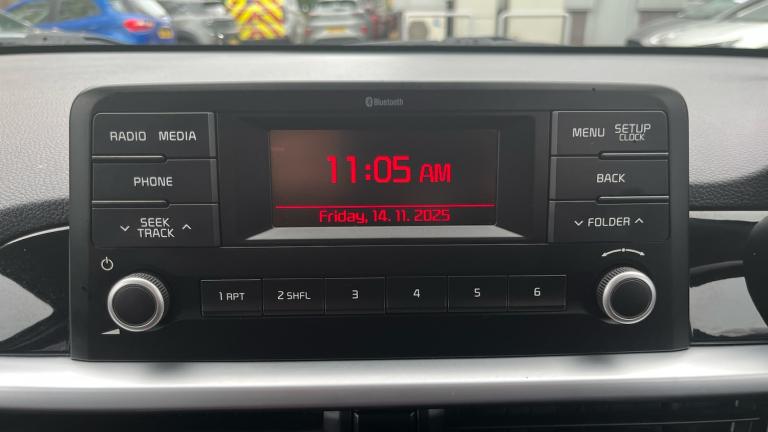 Bluetooth
RADIO MEDIA
PHONE
SEEK
TRACK
11:05 AM
Friday, 14. 11. 2025
MENU SETUP
CLOCK
BACK
FOLDER
1 RPT 2 SHFL 3 4 5 6